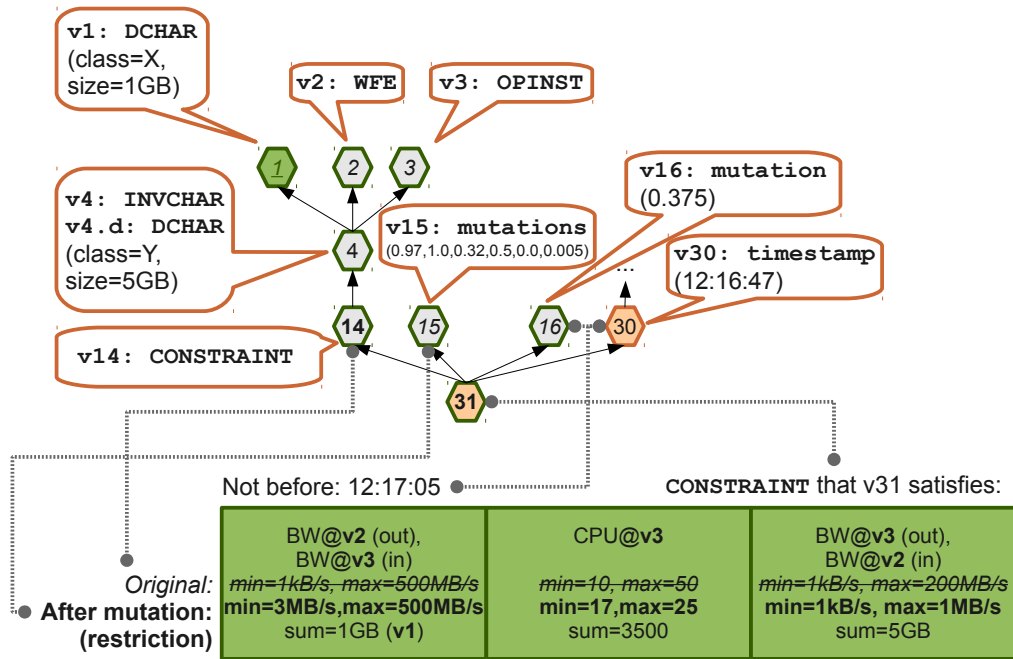 v1: DCHAR
(class=X,
size=1GB)
v2: WFE
v3: OPINST
1
2
3
v16: mutation
(0.375)
v4: INVCHAR
v4.d: DCHAR
(class=Y,
size=5GB)
v15: mutations
(0.97,1.0,0.32,0.5,0.0,0.005)
4
v30: timestamp
(12:16:47)
...
14
15
16
30
v14: CONSTRAINT
31
Not before: 12:17:05
CONSTRAINT that v31 satisfies:
BW@v2 (out),
BW@v3 (in)
CPU@v3
BW@v3 (out),
BW@v2 (in)
Original:
min=1kB/s, max=500MB/s
min=10, max=50
min=1kB/s, max=200MB/s
After mutation:
(restriction)
min=3MB/s,max=500MB/s
min=17,max=25
min=1kB/s, max=1MB/s
sum=1GB (v1)
sum=3500
sum=5GB